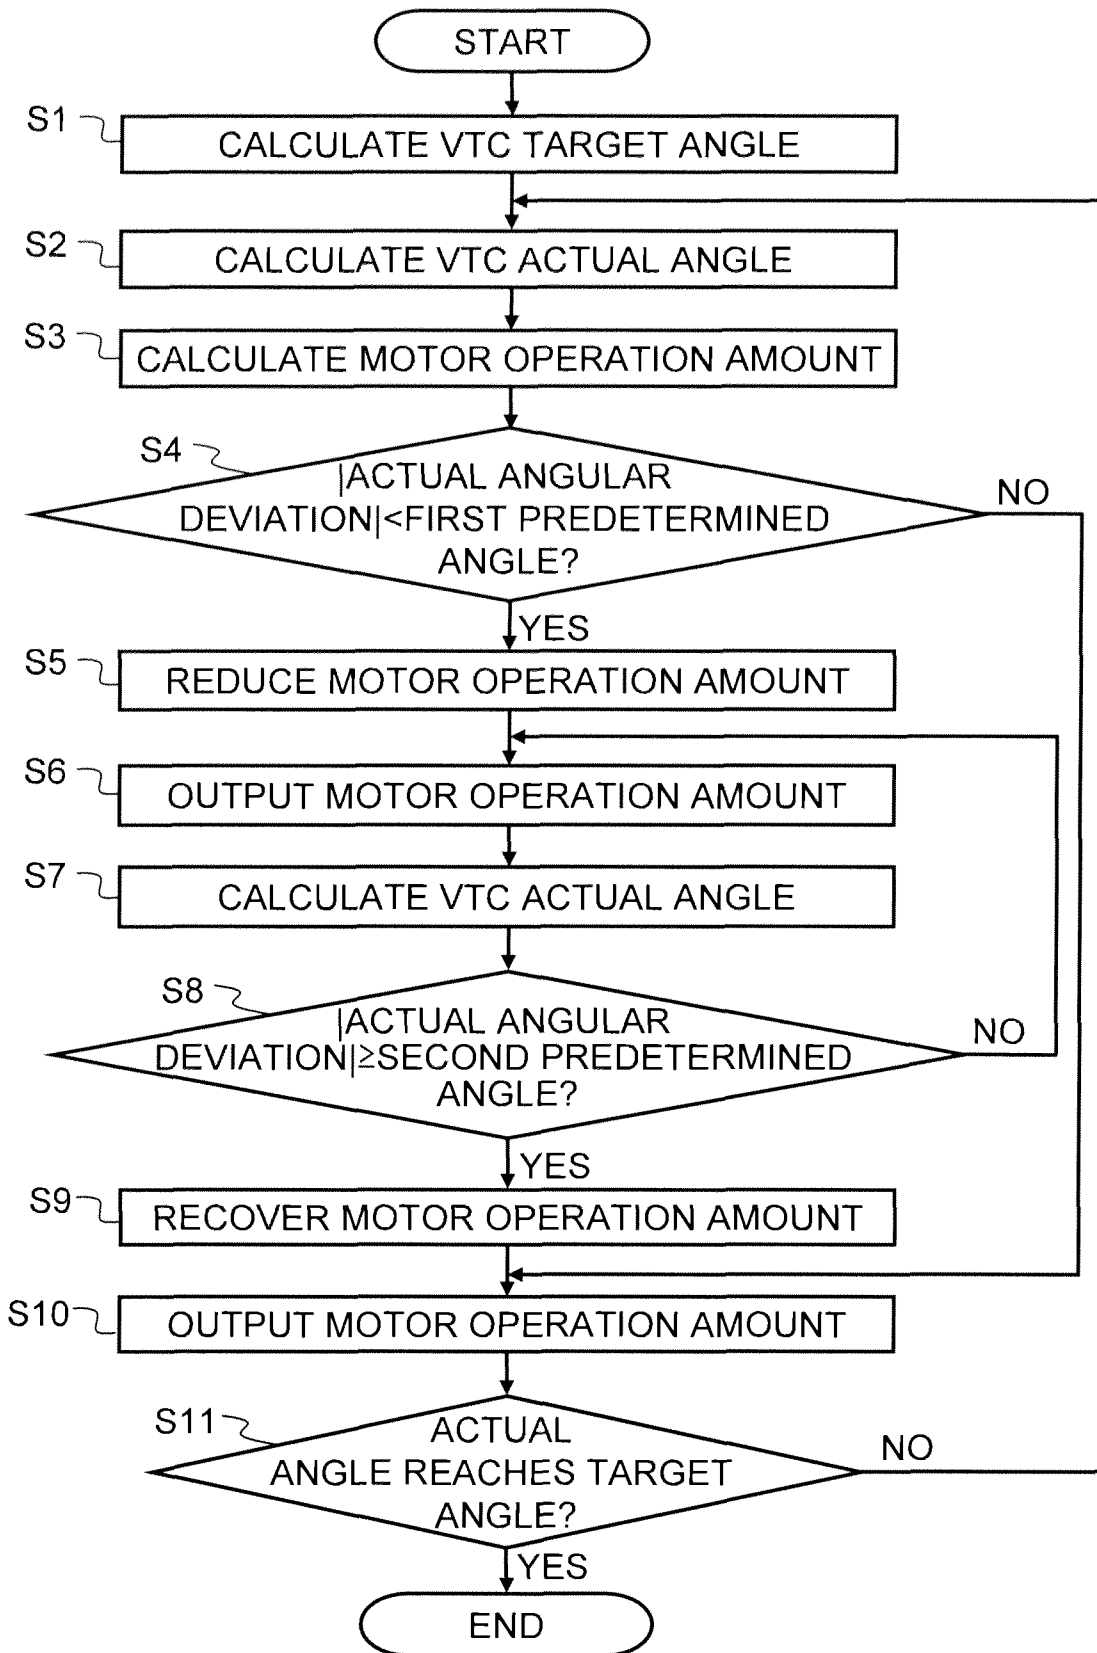 START
S1
CALCULATE VTC TARGET ANGLE
S2
CALCULATE VTC ACTUAL ANGLE
S3
CALCULATE MOTOR OPERATION AMOUNT
S4
|ACTUAL ANGULAR
DEVIATION|<FIRST PREDETERMINED
ANGLE?
NO
YES
S5
REDUCE MOTOR OPERATION AMOUNT
S6
OUTPUT MOTOR OPERATION AMOUNT
S7
CALCULATE VTC ACTUAL ANGLE
S8
|ACTUAL ANGULAR
DEVIATION|≥SECOND PREDETERMINED
ANGLE?
NO
YES
S9
RECOVER MOTOR OPERATION AMOUNT
S10
OUTPUT MOTOR OPERATION AMOUNT
S11
ACTUAL
ANGLE REACHES TARGET
ANGLE?
NO
YES
END